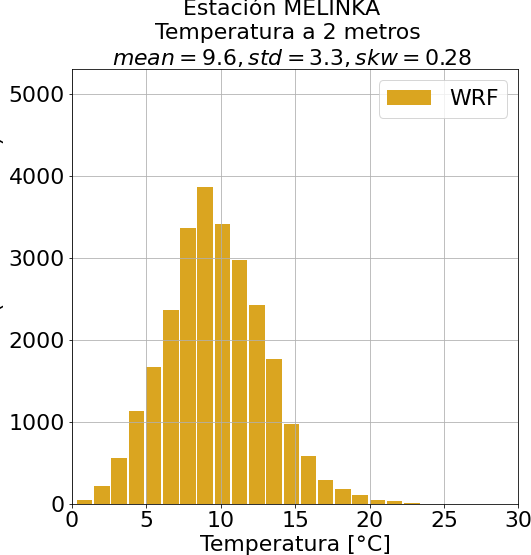 Estación MELINKA
Temperatura a 2 metros
mean = 9.6, std = 3.3, skw = 0.28
WRF
5000
4000
3000
2000
1000
0
0 5 10 15 20 25 30
Temperatura [°C]